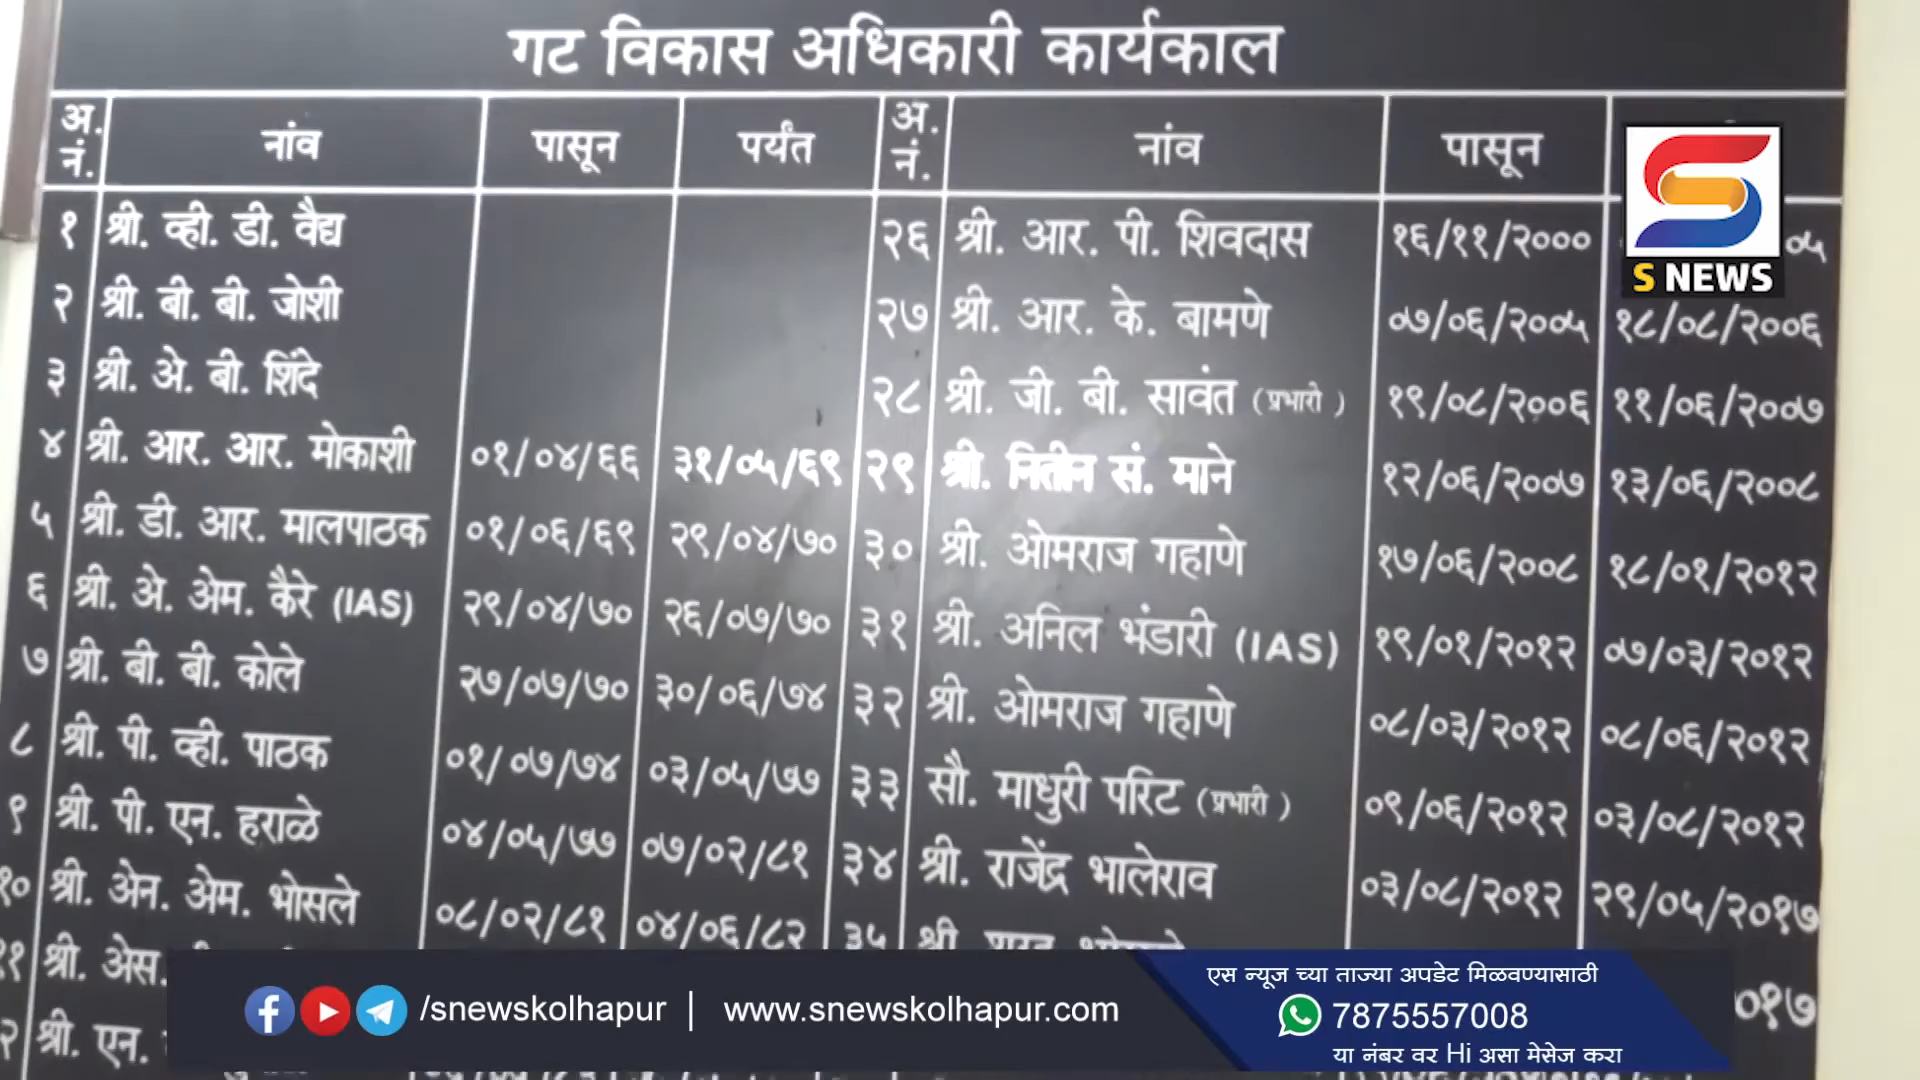 गट विकास अधिकारी कार्यकाल
अ. नं. नांव पासून पर्यंत अ. नं. नांव पासून
१ श्री. व्ही. डी. वैद्य २६ श्री. आर. पी. शिवदास १६/११/२००० ०५
२ श्री. बी. बी. जोशी २७ श्री. आर. के. बामणे ०७/०६/२००५ १८/०८/२००६
३ श्री. अे. बी. शिंदे २८ श्री. जी. बी. सावंत (प्रभारी) १९/०८/२००६ ११/०६/२००७
४ श्री. आर. आर. मोकाशी ०१/०४/६६ ३१/०५/६९ २९ श्री. नितीन सं. माने १२/०६/२००७ १३/०६/२००८
५ श्री. डी. आर. मालपाठक ०१/०६/६९ २९/०४/७० ३० श्री. ओमराज गहाणे १७/०६/२००८ १८/०१/२०१२
६ श्री. अे. अेम. कैरे (IAS) २९/०४/७० २६/०७/७० ३१ श्री. अनिल भंडारी (IAS) १९/०१/२०१२ ०७/०३/२०१२
७ श्री. बी. बी. कोले २७/०७/७० ३०/०६/७४ ३२ श्री. ओमराज गहाणे ०८/०३/२०१२ ०८/०६/२०१२
८ श्री. पी. व्ही. पाठक ०१/०७/७४ ०३/०५/७७ ३३ सौ. माधुरी परिट (प्रभारी) ०९/०६/२०१२ ०३/०८/२०१२
९ श्री. पी. एन. हराळे ०४/०५/७७ ०७/०२/८१ ३४ श्री. राजेंद्र भालेराव ०३/०८/२०१२ २९/०५/२०१७
१० श्री. अेन. अेम. भोसले ०८/०२/८१ ०४/०६/८२ ३५ श्री.
११ श्री. अेस. ०१७
श्री. एन.
S NEWS
/snewskolhapur | www.snewskolhapur.com
एस न्यूज च्या ताज्या अपडेट मिळवण्यासाठी
7875557008
या नंबर वर Hi असा मेसेज करा